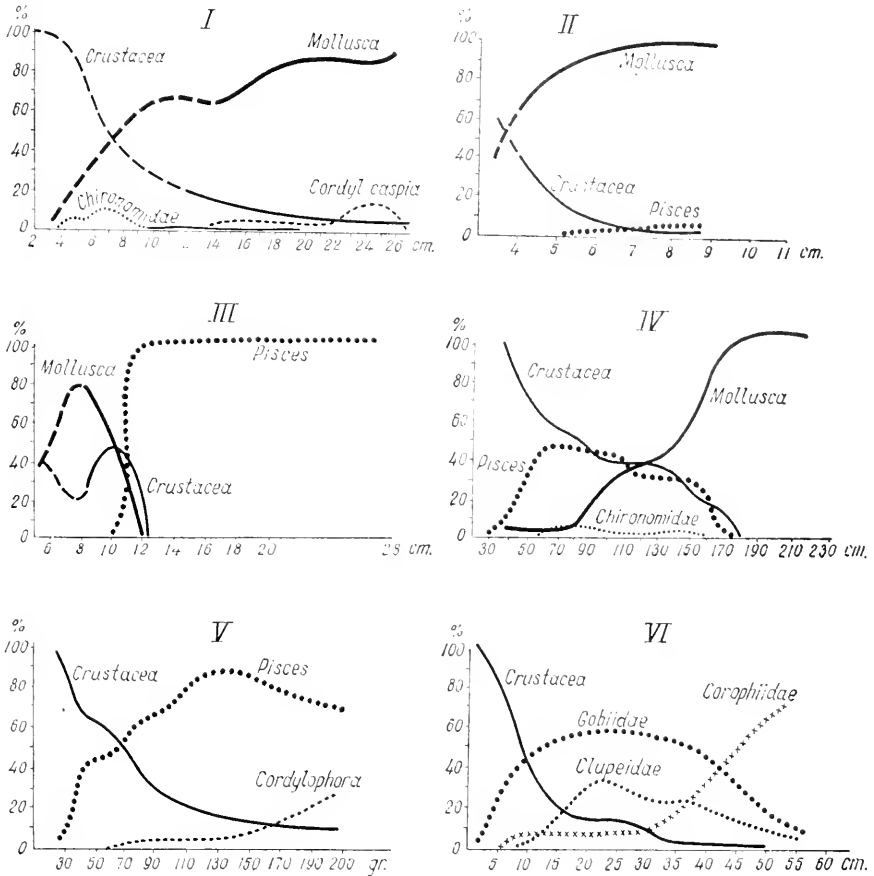 I
%
100
80
60
40
20
0
Crustacea
Mollusca
Chironomidae
Cordyl caspia
2 4 6 8 10 12 14 16 18 20 22 24 26 cm.
II
%
100
80
60
40
20
0
Mollusca
Crustacea
Pisces
4 5 6 7 8 9 10 11 cm.
III
%
100
80
60
40
20
0
Mollusca
Pisces
Crustacea
6 8 10 12 14 16 18 20 28 cm.
IV
%
100
80
60
40
20
0
Crustacea
Mollusca
Pisces
Chironomidae
30 50 70 90 110 130 150 170 190 210 230 cm.
V
%
100
80
60
40
20
0
Crustacea
Pisces
Cordylophora
30 50 70 90 110 130 150 170 190 200 gr.
VI
%
100
80
60
40
20
0
Crustacea
Corophiidae
Gobiidae
Clupeidae
5 10 15 20 25 30 35 40 45 50 55 60 cm.